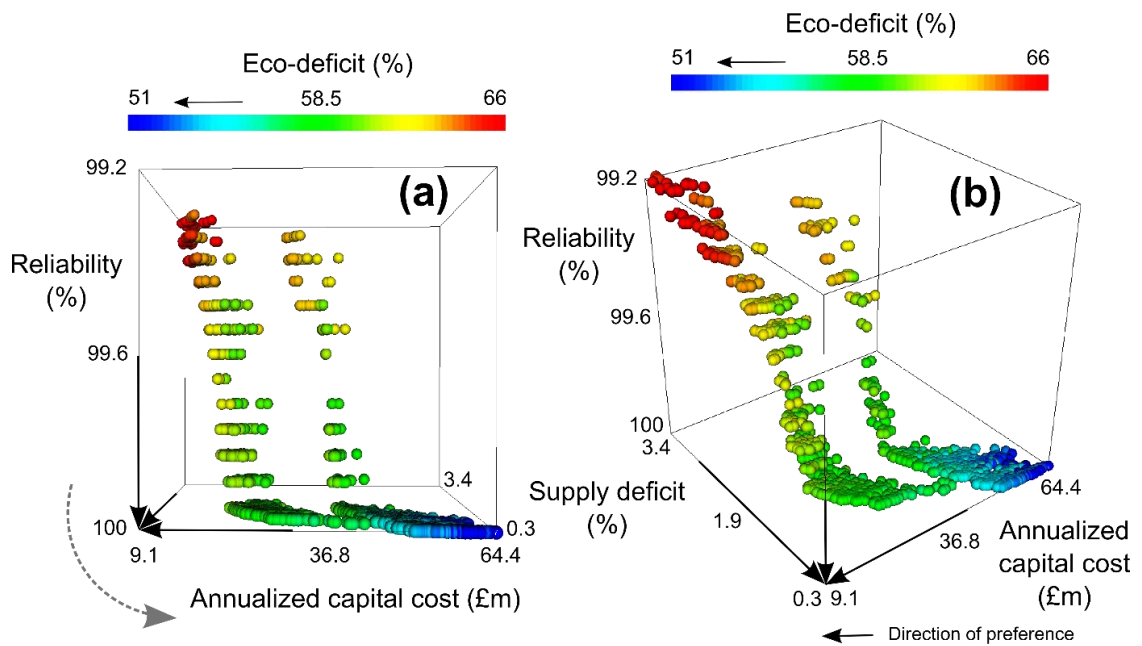 Eco-deficit (%)
51
58.5
66
99.2
(a)
Reliability
(%)
99.6
3.4
100
0.3
9.1
36.8
64.4
Annualized capital cost (£m)
Eco-deficit (%)
51
58.5
66
99.2
(b)
Reliability
(%)
99.6
100
3.4
Supply deficit
(%)
1.9
64.4
36.8
Annualized
capital cost
(£m)
0.3
9.1
Direction of preference